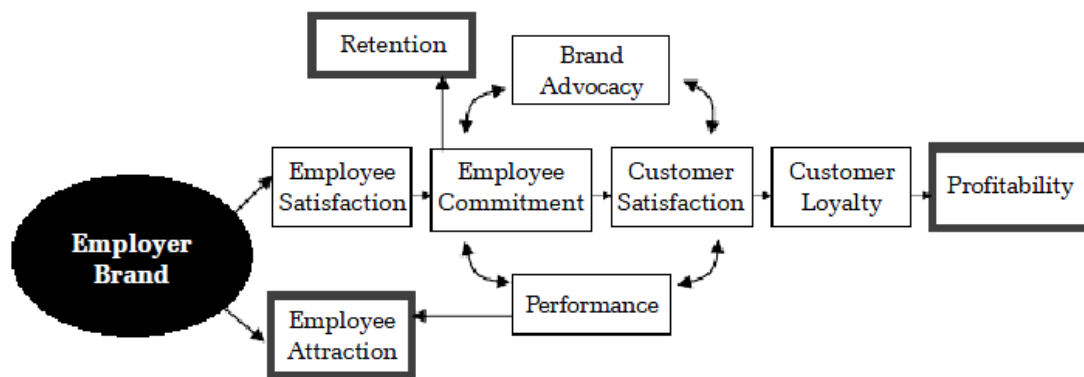 Retention
Brand
Advocacy
Employee
Satisfaction
Employee
Commitment
Customer
Satisfaction
Customer
Loyalty
Profitability
Employer
Brand
Performance
Employee
Attraction